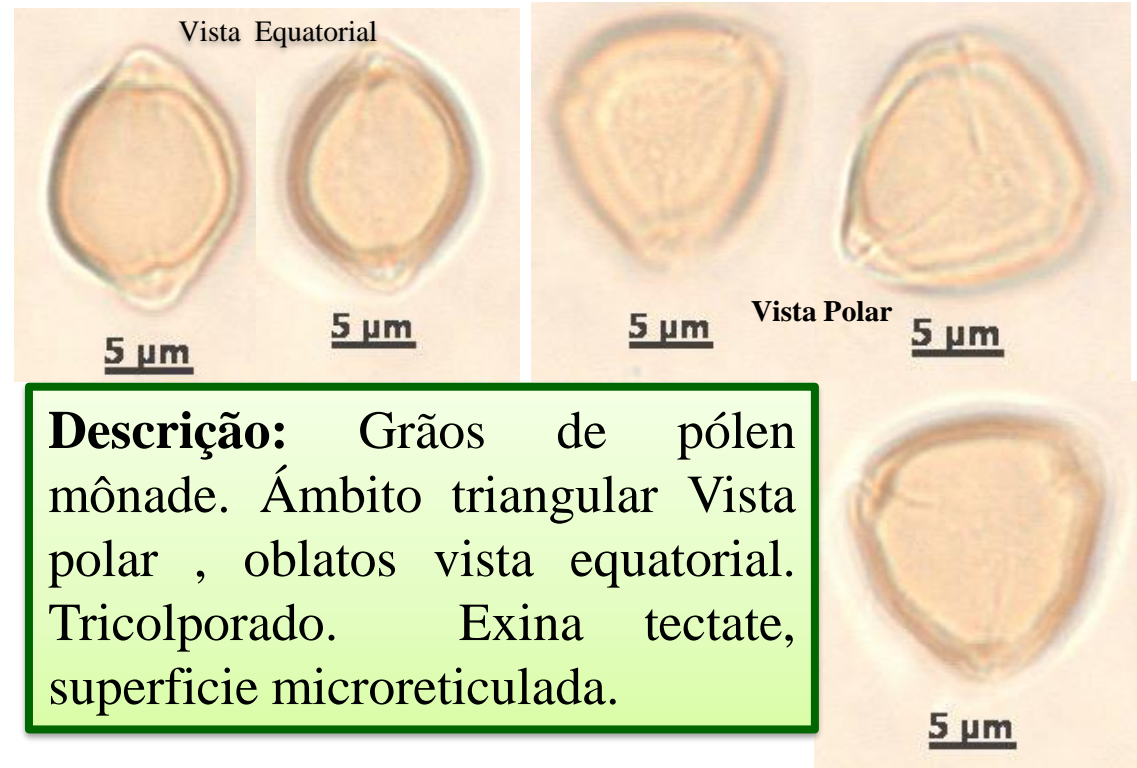 Vista Equatorial
5 µm
5 µm
5 µm
Vista Polar
5 µm
Descrição: Grãos de pólen
mônade. Ámbito triangular Vista
polar , oblatos vista equatorial.
Tricolporado. Exina tectate,
superficie microreticulada.
5 µm